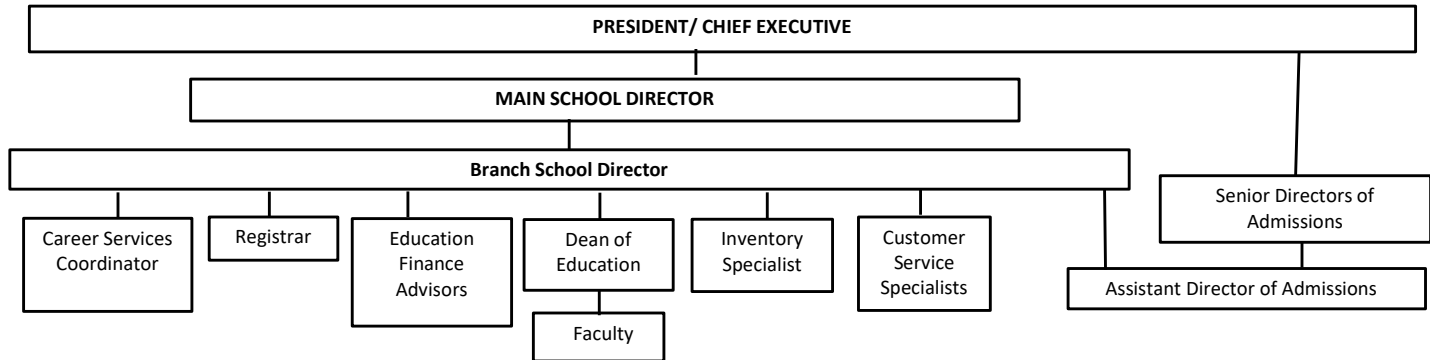 PRESIDENT/ CHIEF EXECUTIVE
MAIN SCHOOL DIRECTOR
Branch School Director
Career Services
Coordinator
Registrar
Education
Finance
Advisors
Dean of
Education
Inventory
Specialist
Customer
Service
Specialists
Senior Directors of
Admissions
Assistant Director of Admissions
Faculty